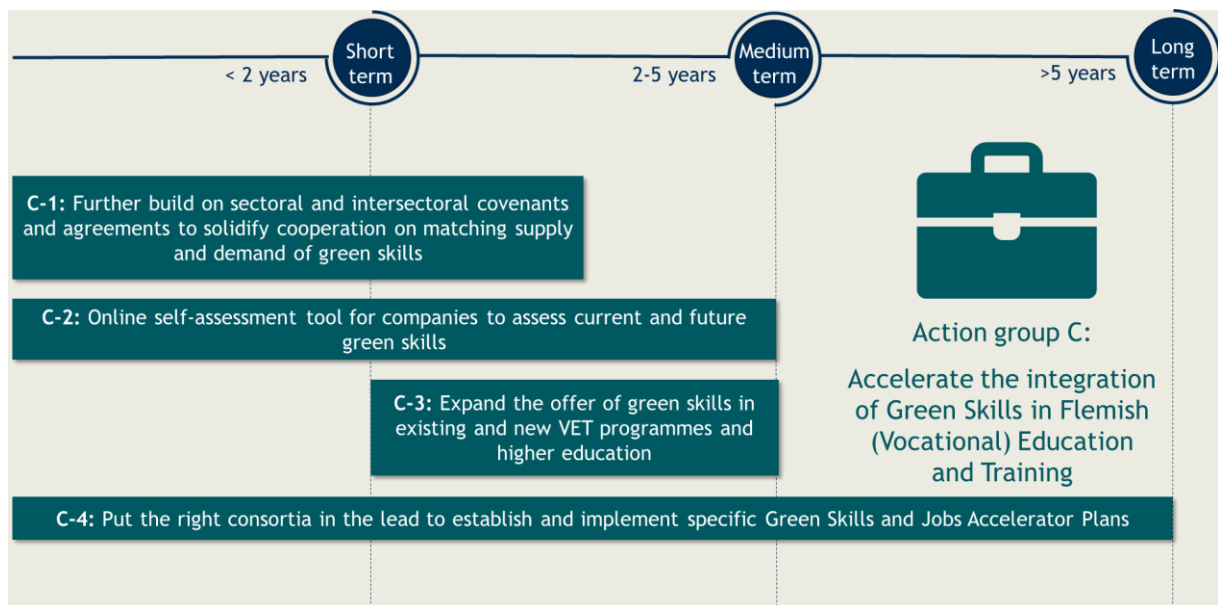 Short
term
Medium
term
Long
term
< 2 years
2-5 years
>5 years
C-1: Further build on sectoral and intersectoral covenants
and agreements to solidify cooperation on matching supply
and demand of green skills
C-2: Online self-assessment tool for companies to assess current and future
green skills
C-3: Expand the offer of green skills in
existing and new VET programmes and
higher education
C-4: Put the right consortia in the lead to establish and implement specific Green Skills and Jobs Accelerator Plans
Action group C:
Accelerate the integration
of Green Skills in Flemish
(Vocational) Education
and Training